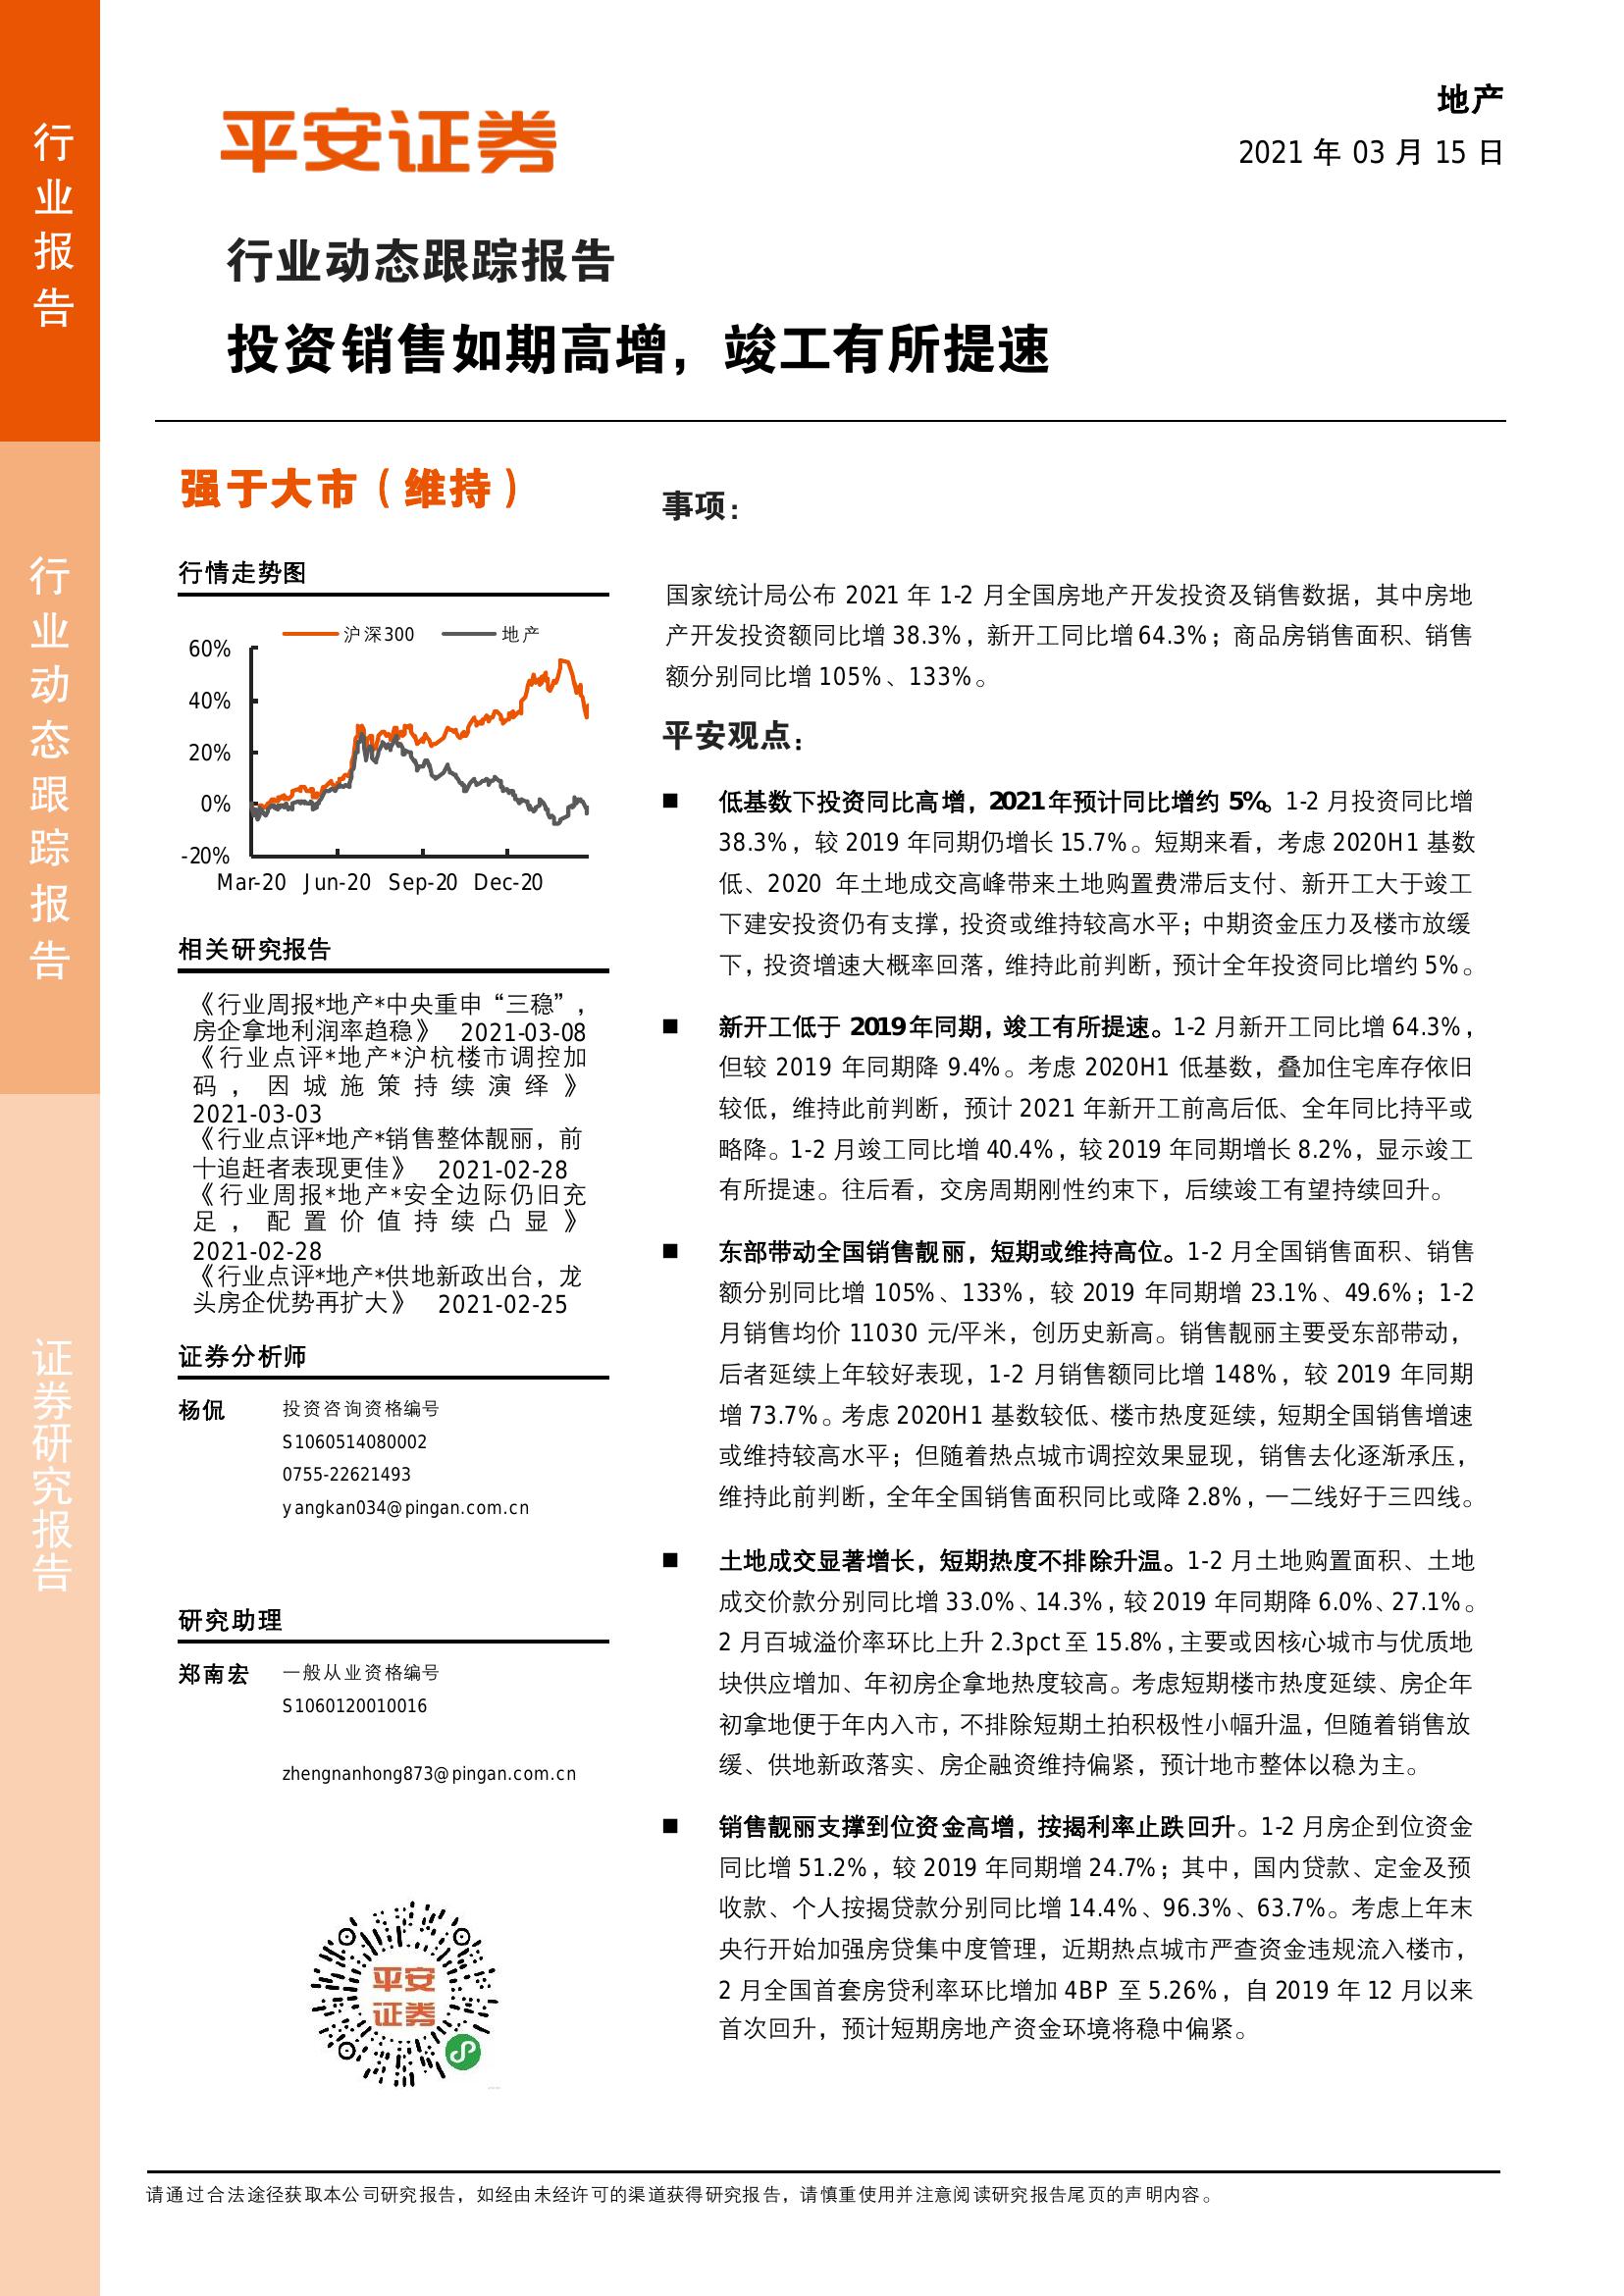 行业报告
行业动态跟踪报告
证券研究报告
平安证券
地产
2021 年 03 月 15 日
行业动态跟踪报告
投资销售如期高增，竣工有所提速
强于大市（维持）
行情走势图
沪深300 地产
60%
40%
20%
0%
-20%
Mar-20 Jun-20 Sep-20 Dec-20
相关研究报告
《行业周报*地产*中央重申“三稳”，
房企拿地利润率趋稳》 2021-03-08
《行业点评*地产*沪杭楼市调控加
码，因城施策持续演绎》
2021-03-03
《行业点评*地产*销售整体靓丽，前
十追赶者表现更佳》 2021-02-28
《行业周报*地产*安全边际仍旧充
足，配置价值持续凸显》
2021-02-28
《行业点评*地产*供地新政出台，龙
头房企优势再扩大》 2021-02-25
证券分析师
杨侃 投资咨询资格编号
S1060514080002
0755-22621493
yangkan034@pingan.com.cn
研究助理
郑南宏 一般从业资格编号
S1060120010016
zhengnanhong873@pingan.com.cn
平安
证券
事项：
国家统计局公布 2021 年 1-2 月全国房地产开发投资及销售数据，其中房地
产开发投资额同比增 38.3%，新开工同比增 64.3%；商品房销售面积、销售
额分别同比增 105%、133%。
平安观点：
■ 低基数下投资同比高增，2021 年预计同比增约 5%。1-2 月投资同比增
38.3%，较 2019 年同期仍增长 15.7%。短期来看，考虑 2020H1 基数
低、2020 年土地成交高峰带来土地购置费滞后支付、新开工大于竣工
下建安投资仍有支撑，投资或维持较高水平；中期资金压力及楼市放缓
下，投资增速大概率回落，维持此前判断，预计全年投资同比增约 5%。
■ 新开工低于 2019 年同期，竣工有所提速。1-2 月新开工同比增 64.3%，
但较 2019 年同期降 9.4%。考虑 2020H1 低基数，叠加住宅库存依旧
较低，维持此前判断，预计 2021 年新开工前高后低、全年同比持平或
略降。1-2 月竣工同比增 40.4%，较 2019 年同期增长 8.2%，显示竣工
有所提速。往后看，交房周期刚性约束下，后续竣工有望持续回升。
■ 东部带动全国销售靓丽，短期或维持高位。1-2 月全国销售面积、销售
额分别同比增 105%、133%，较 2019 年同期增 23.1%、49.6%；1-2
月销售均价 11030 元/平米，创历史新高。销售靓丽主要受东部带动，
后者延续上年较好表现，1-2 月销售额同比增 148%，较 2019 年同期
增 73.7%。考虑 2020H1 基数较低、楼市热度延续，短期全国销售增速
或维持较高水平；但随着热点城市调控效果显现，销售去化逐渐承压，
维持此前判断，全年全国销售面积同比或降 2.8%，一二线好于三四线。
■ 土地成交显著增长，短期热度不排除升温。1-2 月土地购置面积、土地
成交价款分别同比增 33.0%、14.3%，较 2019 年同期降 6.0%、27.1%。
2 月百城溢价率环比上升 2.3pct 至 15.8%，主要或因核心城市与优质地
块供应增加、年初房企拿地热度较高。考虑短期楼市热度延续、房企年
初拿地便于年内入市，不排除短期土拍积极性小幅升温，但随着销售放
缓、供地新政落实、房企融资维持偏紧，预计地市整体以稳为主。
■ 销售靓丽支撑到位资金高增，按揭利率止跌回升。1-2 月房企到位资金
同比增 51.2%，较 2019 年同期增 24.7%；其中，国内贷款、定金及预
收款、个人按揭贷款分别同比增 14.4%、96.3%、63.7%。考虑上年末
央行开始加强房贷集中度管理，近期热点城市严查资金违规流入楼市，
2 月全国首套房贷利率环比增加 4BP 至 5.26%，自 2019 年 12 月以来
首次回升，预计短期房地产资金环境将稳中偏紧。
请通过合法途径获取本公司研究报告，如经由未经许可的渠道获得研究报告，请慎重使用并注意阅读研究报告尾页的声明内容。